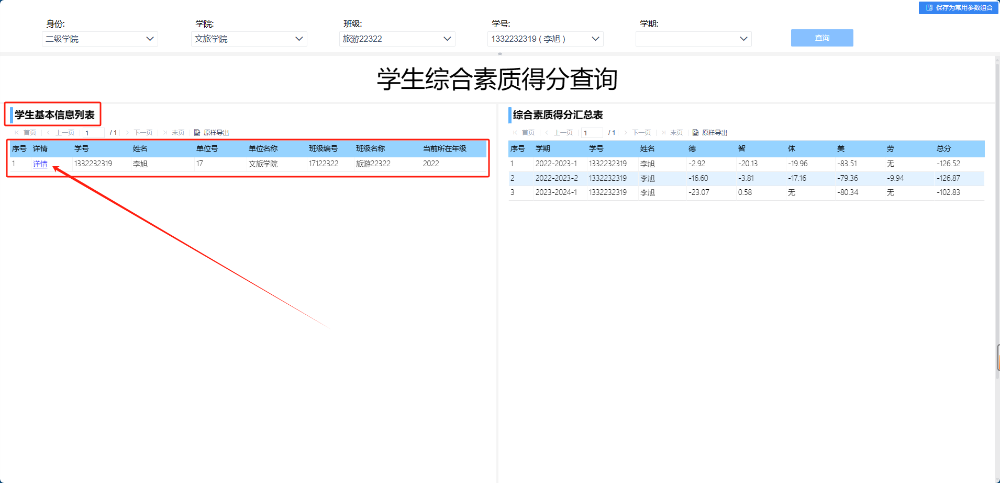 保存为常用参数组合
身份: 学院: 班级: 学号: 学期:
二级学院 文旅学院 旅游22322 1332232319 ( 李旭 ) 查询
学生综合素质得分查询
学生基本信息列表
首页 上一页 1 / 1 下一页 末页 原样导出
序号 详情 学号 姓名 单位号 单位名称 班级编号 班级名称 当前所在年级
1 详情 1332232319 李旭 17 文旅学院 17122322 旅游22322 2022
综合素质得分汇总表
首页 上一页 1 / 1 下一页 末页 原样导出
序号 学期 学号 姓名 德 智 体 美 劳 总分
1 2022-2023-1 1332232319 李旭 -2.92 -20.13 -19.96 -83.51 无 -126.52
2 2022-2023-2 1332232319 李旭 -16.60 -3.81 -17.16 -79.36 -9.94 -126.87
3 2023-2024-1 1332232319 李旭 -23.07 0.58 无 -80.34 无 -102.83